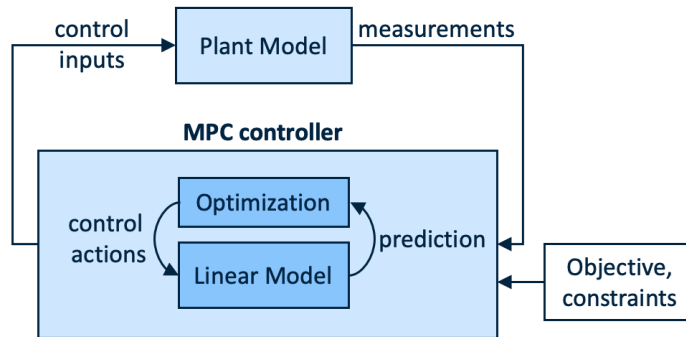 control
inputs
Plant Model
measurements
MPC controller
Optimization
control
actions
prediction
Linear Model
Objective,
constraints